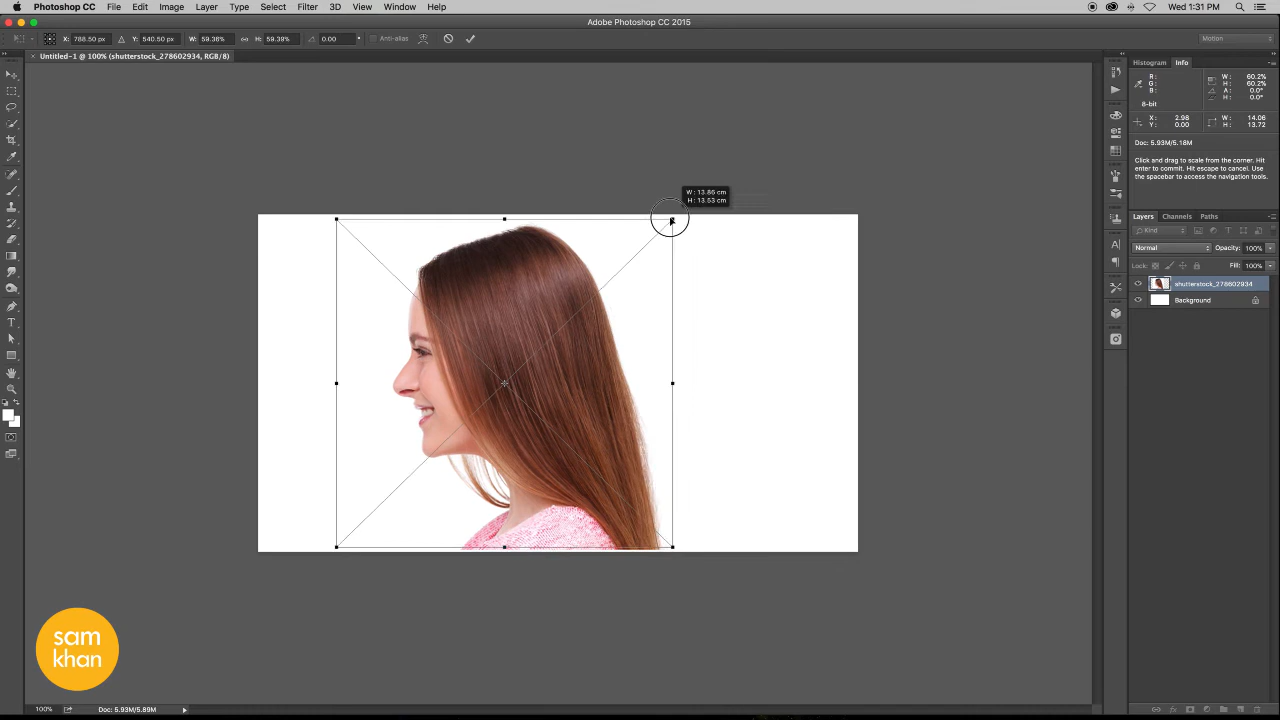 Photoshop CC File Edit Image Layer Type Select Filter 3D View Window Help Wed 1:31 PM
Adobe Photoshop CC 2015
X: 788.50 px Y: 540.50 px W: 59.38% H: 59.39% 0.00 Anti-alias Motion
Untitled-1 @ 100% (shutterstock_278602934, RGB/8)
Histogram Info
R: W: 60.2%
G: H: 60.2%
B: A: 0.0°
H: 0.0°
8-bit
X: 2.98 W: 14.06
Y: 0.00 H: 13.72
Doc: 5.93M/5.18M
Click and drag to scale from the corner. Hit
enter to commit. Hit escape to cancel. Use
the spacebar to access the navigation tools.
W: 13.86 cm
H: 13.53 cm
Layers Channels Paths
Kind
Normal Opacity: 100%
Lock: Fill: 100%
shutterstock_278602934
Background
sam
khan
100% Doc: 5.93M/5.89M